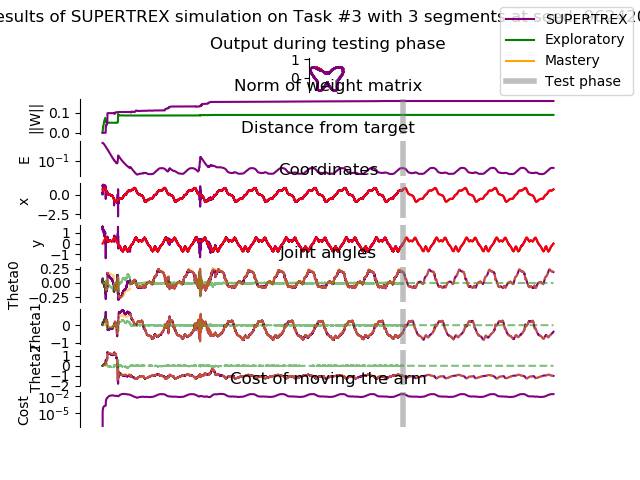 esults of SUPERTREX simulation on Task #3 with 3 segments at seed
SUPERTREX
Exploratory
Mastery
Test phase
Output during testing phase
1
0
Norm of weight matrix
||W||
0.1
0.0
Distance from target
E
10⁻¹
Coordinates
x
0.0
−2.5
y
1
0
−1
Joint angles
Theta0
0.25
0.00
−0.25
Theta1
0
−1
Theta2
1
0
−1
−2
Cost of moving the arm
Cost
10⁻²
10⁻⁵